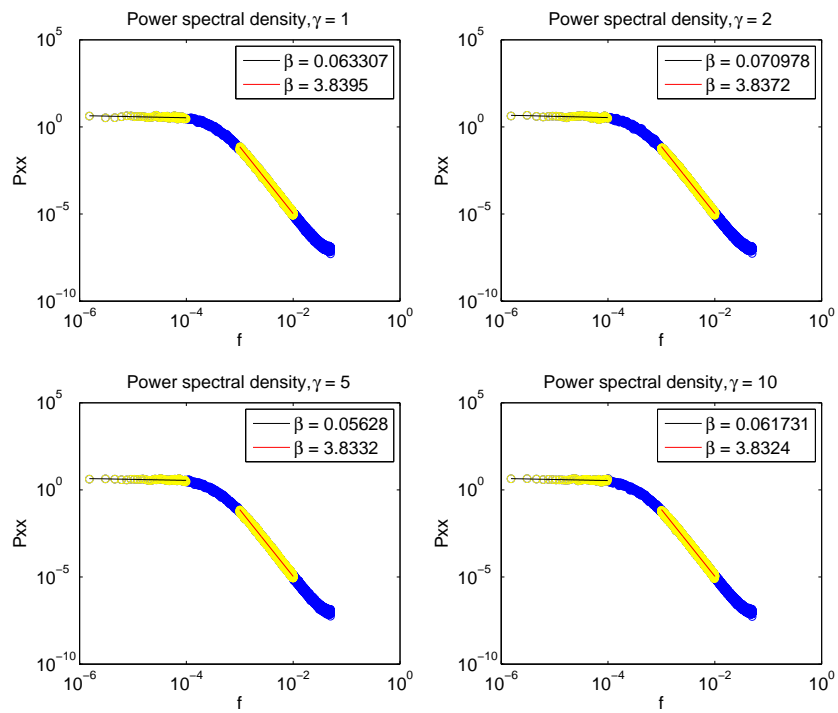 Power spectral density, γ = 1
10^5
10^0
10^-5
10^-10
Pxx
β = 0.063307
β = 3.8395
10^-6
10^-4
10^-2
10^0
f
Power spectral density, γ = 2
10^5
10^0
10^-5
10^-10
Pxx
β = 0.070978
β = 3.8372
10^-6
10^-4
10^-2
10^0
f
Power spectral density, γ = 5
10^5
10^0
10^-5
10^-10
Pxx
β = 0.05628
β = 3.8332
10^-6
10^-4
10^-2
10^0
f
Power spectral density, γ = 10
10^5
10^0
10^-5
10^-10
Pxx
β = 0.061731
β = 3.8324
10^-6
10^-4
10^-2
10^0
f